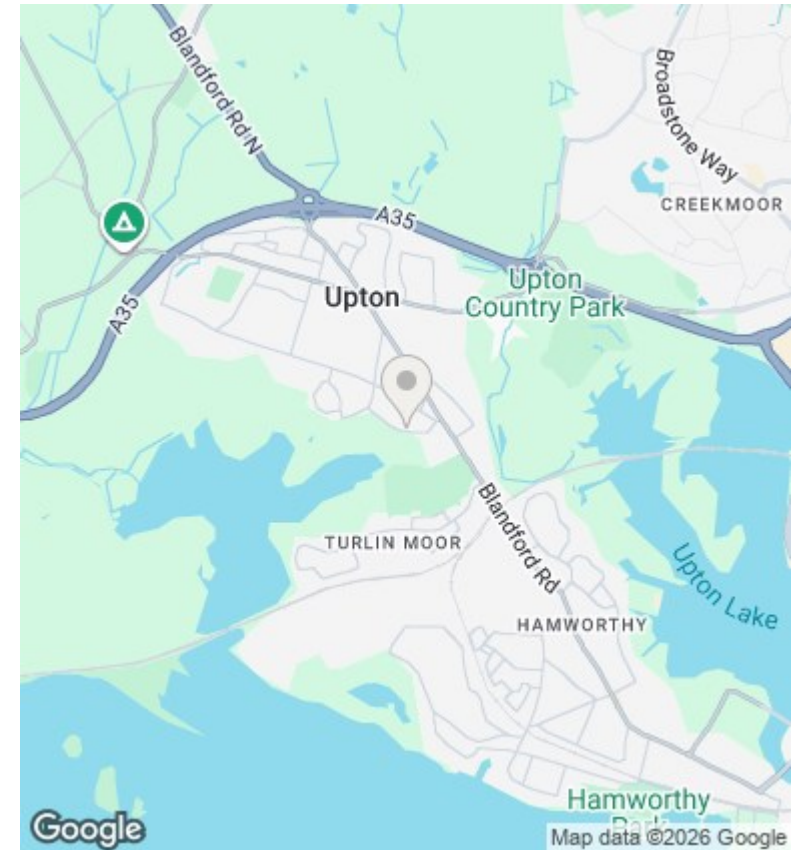 Blandford Rd N
Broadstone Way
CREEKMOOR
A35
Upton
Country Park
Upton
A35
Blandford Rd
TURLIN MOOR
Upton Lake
HAMWORTHY
Hamworthy
Park
Google
Map data ©2026 Google